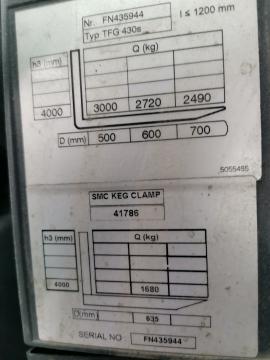 Nr. FN435944
l ≤ 1200 mm
Typ TFG 430s
h3 (mm)
Q (kg)
4000
3000 2720 2490
D (mm) 500 600 700
5055495
SMC KEG CLAMP
41786
h3 (mm)
Q (kg)
4000
1680
D(mm) 635
SERIAL NO FN435944